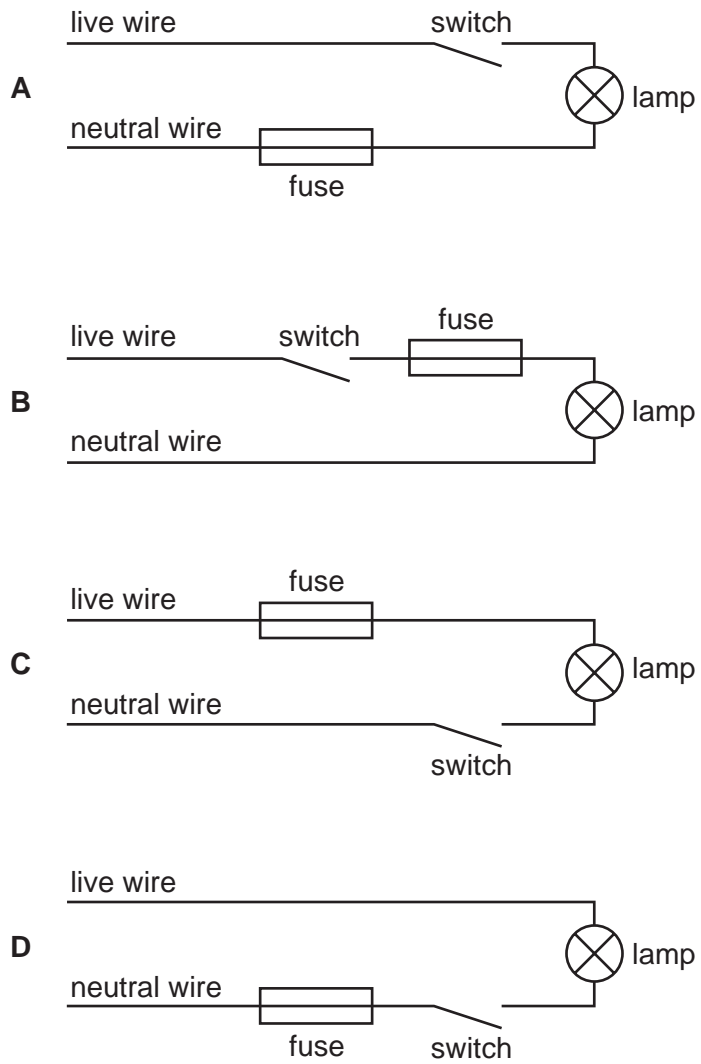 live wire switch
A
lamp
neutral wire
fuse
fuse
live wire switch
B
lamp
neutral wire
fuse
live wire
C
lamp
neutral wire
switch
live wire
D
lamp
neutral wire
fuse switch